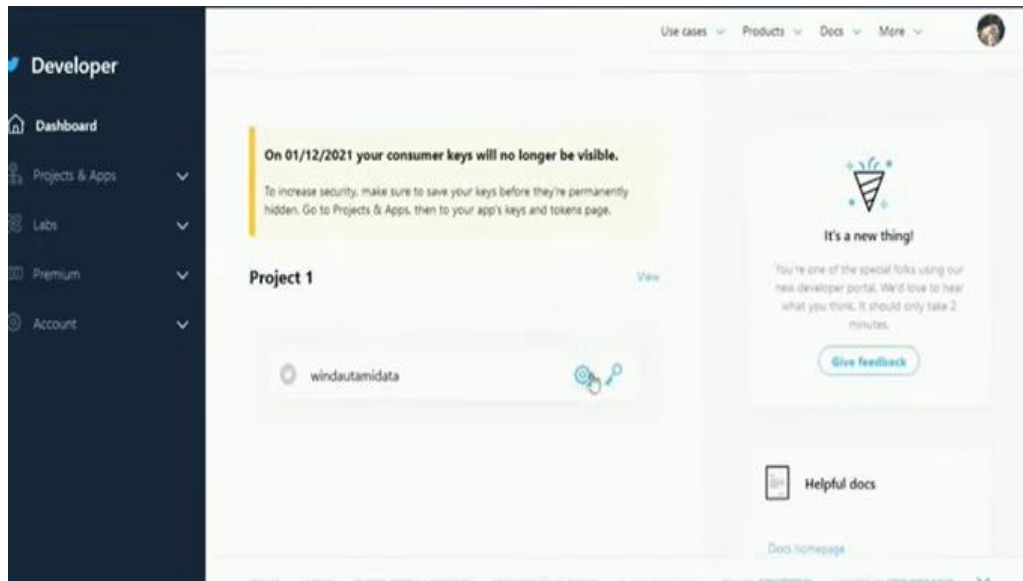 Use cases Products Docs More
Developer
Dashboard
Projects & Apps
Labs
Premium
Account
On 01/12/2021 your consumer keys will no longer be visible.
To increase security, make sure to save your keys before they're permanently
hidden. Go to Projects & Apps, then to your app's keys and tokens page.
Project 1
View
windautamidata
It's a new thing!
You're one of the special folks using our
new developer portal. We'd love to hear
what you think. It should only take 2
minutes.
Give feedback
Helpful docs
Docs homepage